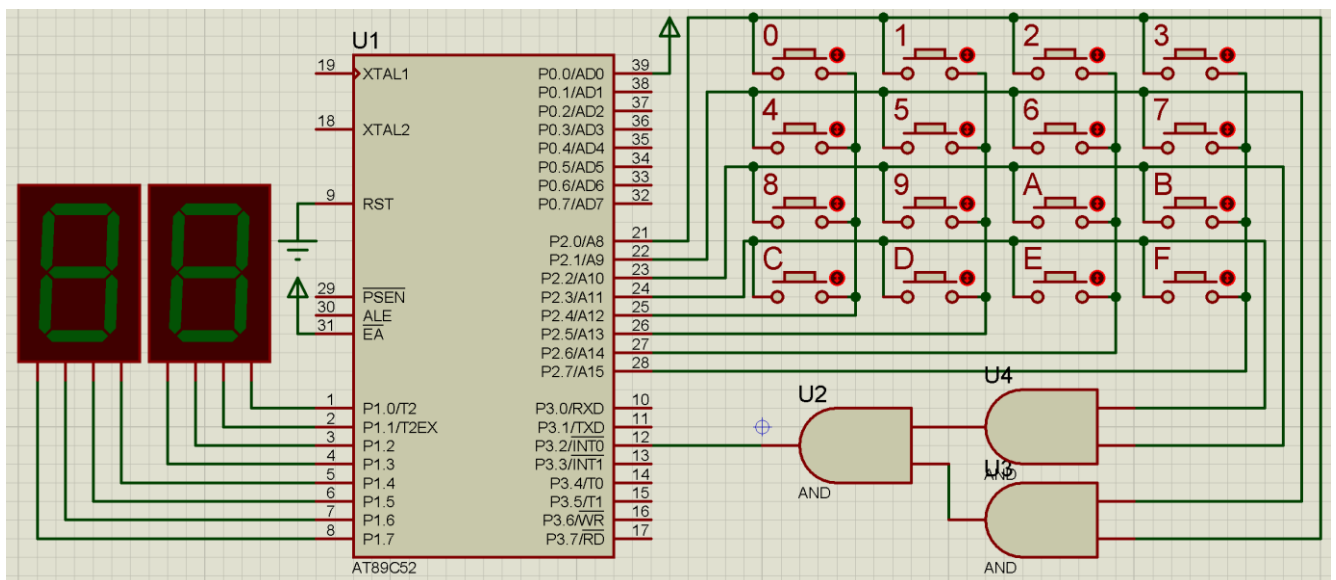 U1
19 XTAL1
18 XTAL2
9 RST
29 PSEN
30 ALE
31 EA
1 P1.0/T2
2 P1.1/T2EX
3 P1.2
4 P1.3
5 P1.4
6 P1.5
7 P1.6
8 P1.7
P0.0/AD0 39
P0.1/AD1 38
P0.2/AD2 37
P0.3/AD3 36
P0.4/AD4 35
P0.5/AD5 34
P0.6/AD6 33
P0.7/AD7 32
P2.0/A8 21
P2.1/A9 22
P2.2/A10 23
P2.3/A11 24
P2.4/A12 25
P2.5/A13 26
P2.6/A14 27
P2.7/A15 28
P3.0/RXD 10
P3.1/TXD 11
P3.2/INT0 12
P3.3/INT1 13
P3.4/T0 14
P3.5/T1 15
P3.6/WR 16
P3.7/RD 17
AT89C52
0 1 2 3
4 5 6 7
8 9 A B
C D E F
U2
AND
U4
AND
U3
AND